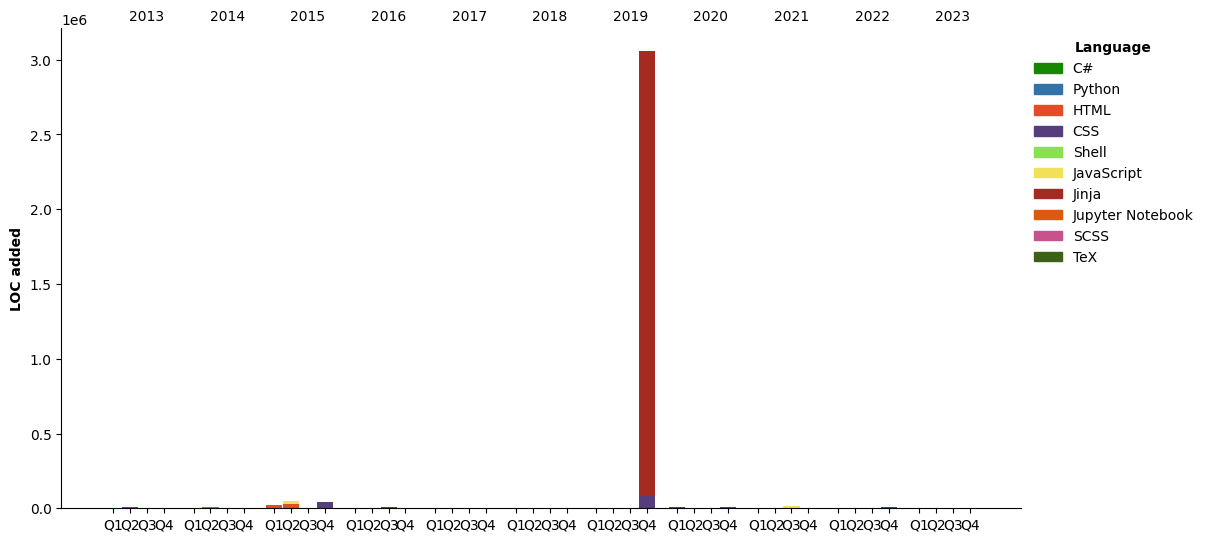 2013 2014 2015 2016 2017 2018 2019 2020 2021 2022 2023
1e6
3.0
2.5
2.0
1.5
1.0
0.5
0.0
LOC added
Q1Q2Q3Q4 Q1Q2Q3Q4 Q1Q2Q3Q4 Q1Q2Q3Q4 Q1Q2Q3Q4 Q1Q2Q3Q4 Q1Q2Q3Q4 Q1Q2Q3Q4 Q1Q2Q3Q4 Q1Q2Q3Q4 Q1Q2Q3Q4
Language
C#
Python
HTML
CSS
Shell
JavaScript
Jinja
Jupyter Notebook
SCSS
TeX